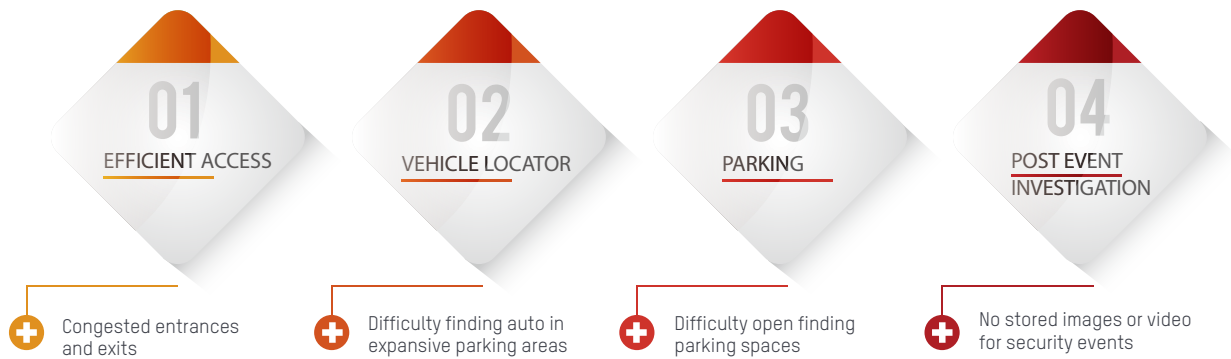 01
EFFICIENT ACCESS
Congested entrances
and exits
02
VEHICLE LOCATOR
Difficulty finding auto in
expansive parking areas
03
PARKING
Difficulty open finding
parking spaces
04
POST EVENT
INVESTIGATION
No stored images or video
for security events